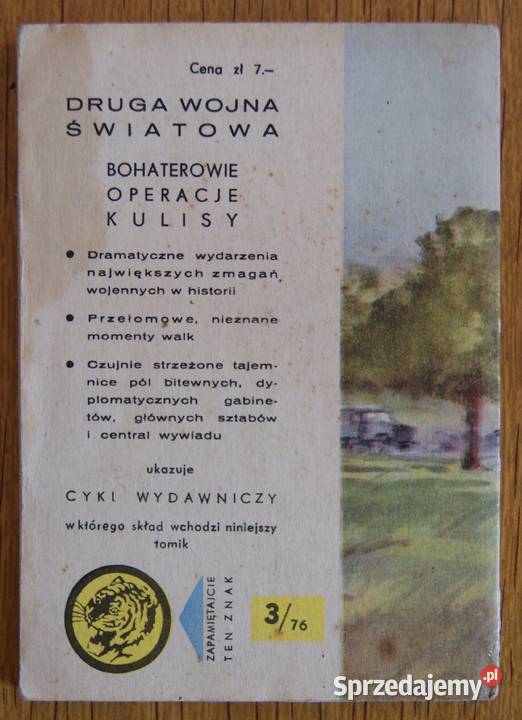 Cena zł 7.—
DRUGA WOJNA
ŚWIATOWA
BOHATEROWIE
OPERACJE
KULISY
● Dramatyczne wydarzenia
największych zmagań
wojennych w historii
● Przełomowe, nieznane
momenty walk
● Czujnie strzeżone tajem-
nice pól bitewnych, dy-
plomatycznych gabine-
tów, głównych sztabów
i central wywiadu
ukazuje
CYKL WYDAWNICZY
w którego skład wchodzi niniejszy
tomik
ZAPAMIĘTAJCIE
TEN ZNAK
3/76
Sprzedajemy.pl